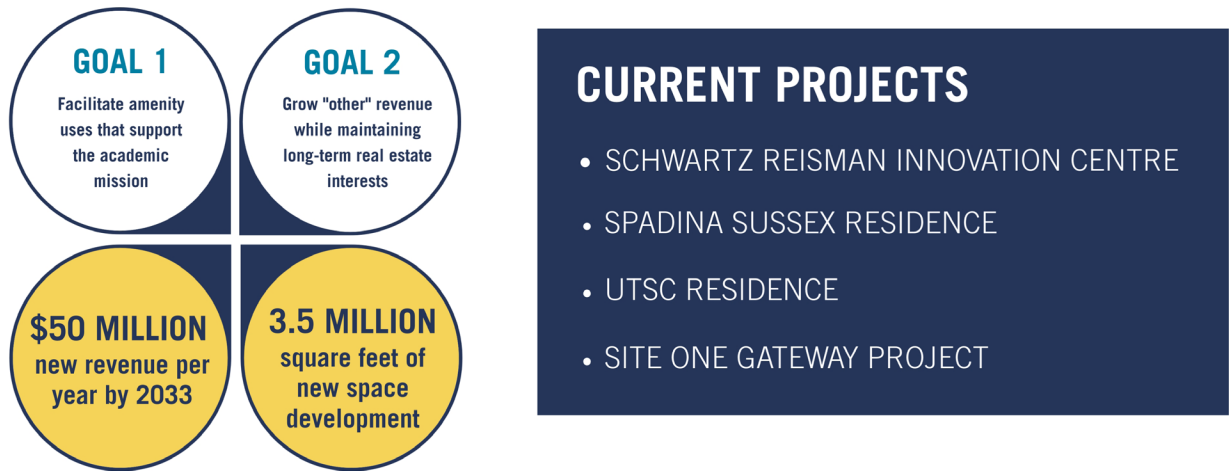 GOAL 1
Facilitate amenity
uses that support
the academic
mission
GOAL 2
Grow "other" revenue
while maintaining
long-term real estate
interests
$50 MILLION
new revenue per
year by 2033
3.5 MILLION
square feet of
new space
development
CURRENT PROJECTS
• SCHWARTZ REISMAN INNOVATION CENTRE
• SPADINA SUSSEX RESIDENCE
• UTSC RESIDENCE
• SITE ONE GATEWAY PROJECT